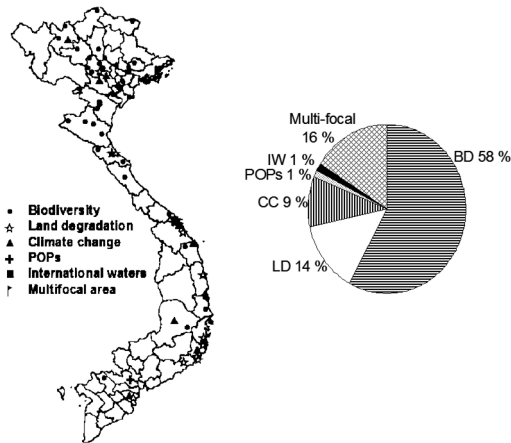 Biodiversity
Land degradation
Climate change
POPs
International waters
Multifocal area
Multi-focal
16 %
IW 1 %
POPs 1 %
CC 9 %
LD 14 %
BD 58 %